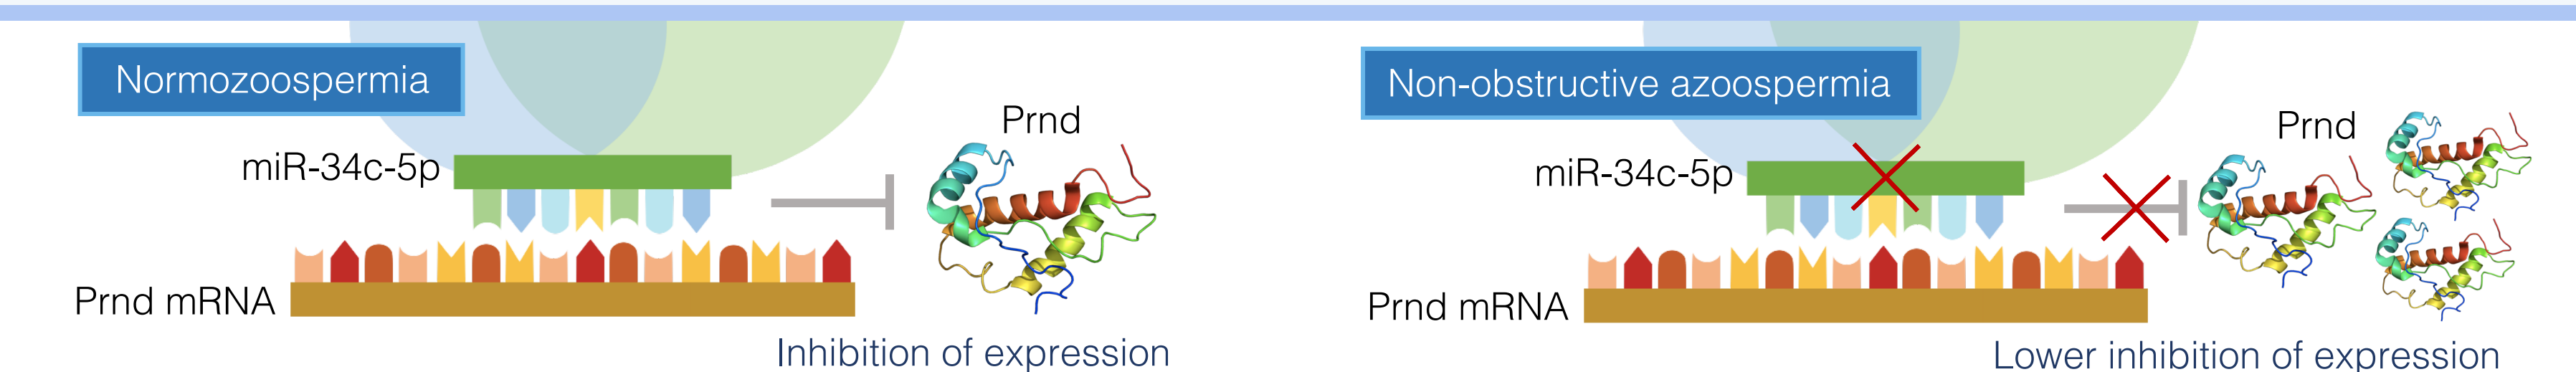 Normozoospermia
Prnd
miR-34c-5p
Prnd mRNA
Inhibition of expression
Non-obstructive azoospermia
Prnd
miR-34c-5p
Prnd mRNA
Lower inhibition of expression